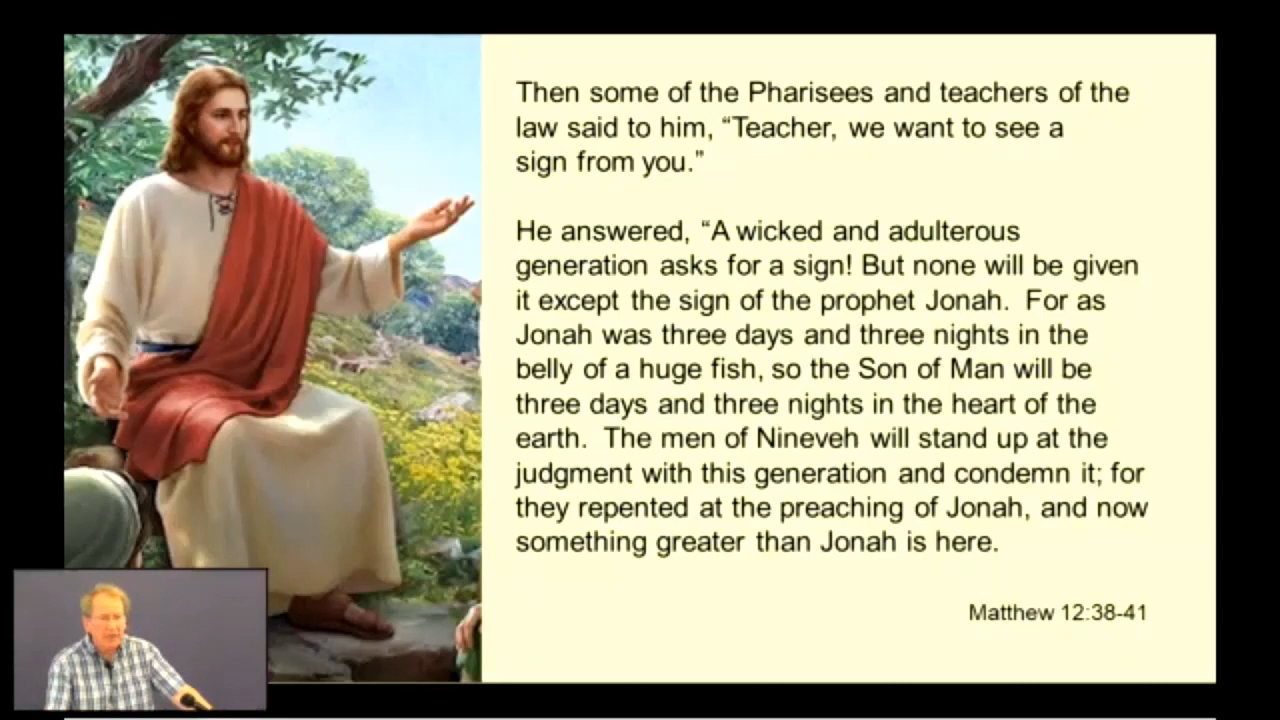 Then some of the Pharisees and teachers of the
law said to him, “Teacher, we want to see a
sign from you.”
He answered, “A wicked and adulterous
generation asks for a sign! But none will be given
it except the sign of the prophet Jonah.  For as
Jonah was three days and three nights in the
belly of a huge fish, so the Son of Man will be
three days and three nights in the heart of the
earth.  The men of Nineveh will stand up at the
judgment with this generation and condemn it; for
they repented at the preaching of Jonah, and now
something greater than Jonah is here.
Matthew 12:38-41